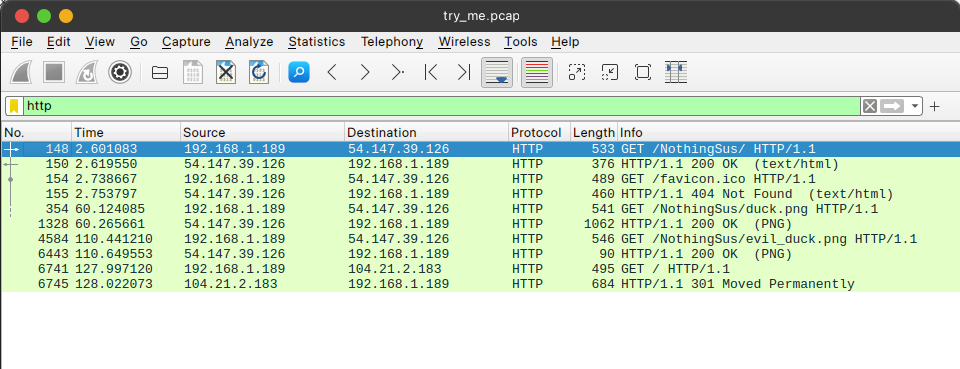 try_me.pcap
File Edit View Go Capture Analyze Statistics Telephony Wireless Tools Help
http
No. Time Source Destination Protocol Length Info
148 2.601083 192.168.1.189 54.147.39.126 HTTP 533 GET /NothingSus/ HTTP/1.1
150 2.619550 54.147.39.126 192.168.1.189 HTTP 376 HTTP/1.1 200 OK (text/html)
154 2.738667 192.168.1.189 54.147.39.126 HTTP 489 GET /favicon.ico HTTP/1.1
155 2.753797 54.147.39.126 192.168.1.189 HTTP 460 HTTP/1.1 404 Not Found (text/html)
354 60.124085 192.168.1.189 54.147.39.126 HTTP 541 GET /NothingSus/duck.png HTTP/1.1
1328 60.265661 54.147.39.126 192.168.1.189 HTTP 1062 HTTP/1.1 200 OK (PNG)
4584 110.441210 192.168.1.189 54.147.39.126 HTTP 546 GET /NothingSus/evil_duck.png HTTP/1.1
6443 110.649553 54.147.39.126 192.168.1.189 HTTP 90 HTTP/1.1 200 OK (PNG)
6741 127.997120 192.168.1.189 104.21.2.183 HTTP 495 GET / HTTP/1.1
6745 128.022073 104.21.2.183 192.168.1.189 HTTP 684 HTTP/1.1 301 Moved Permanently